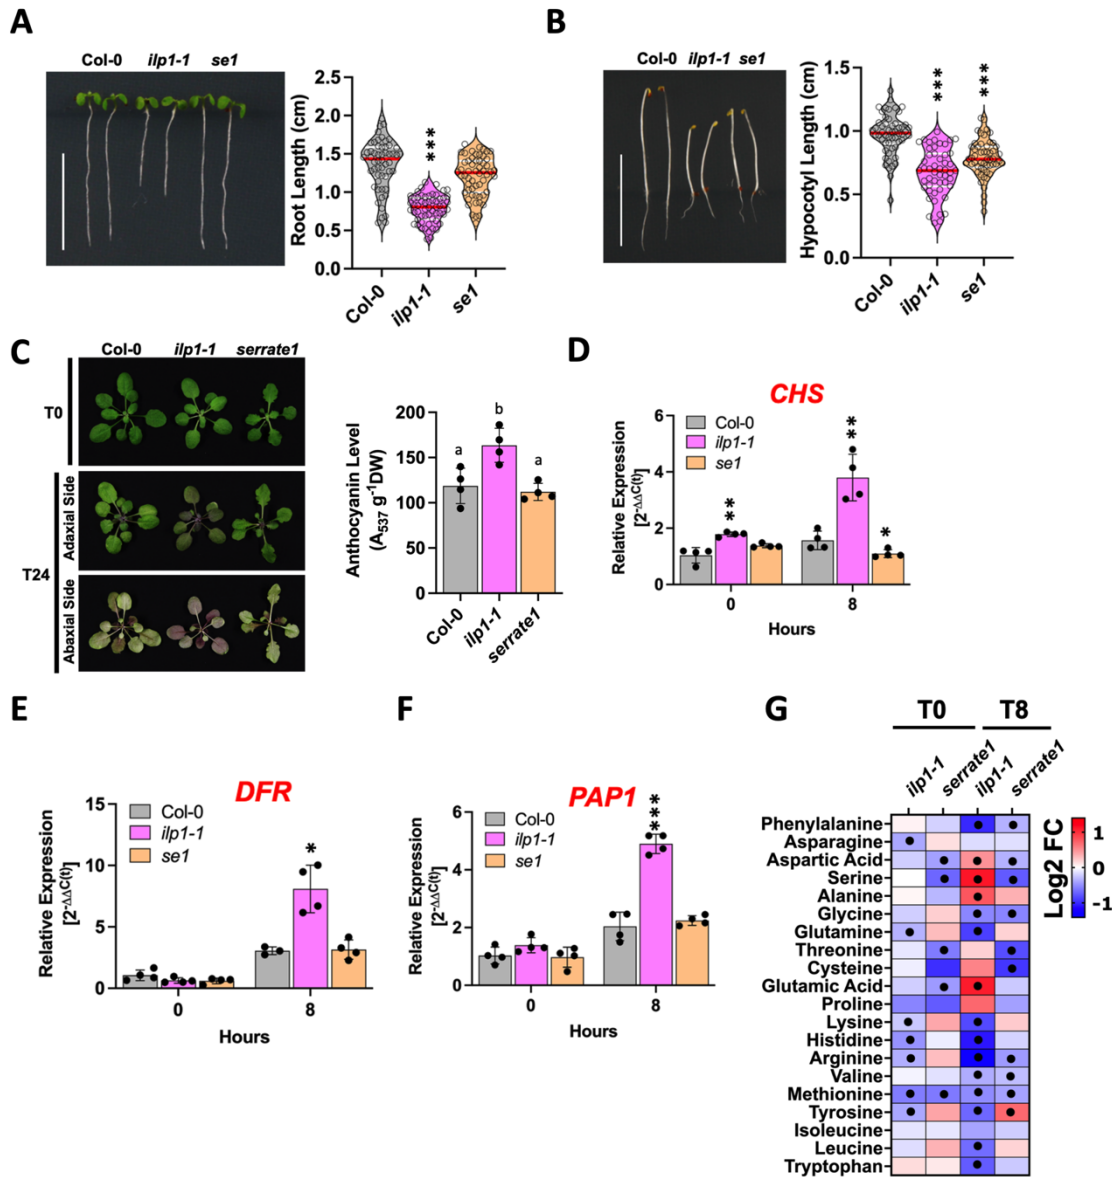 A
Col-0 ilp1-1 se1
Root Length (cm)
2.5
2.0
1.5
1.0
0.5
0.0
***
Col-0
ilp1-1
se1
B
Col-0 ilp1-1 se1
Hypocotyl Length (cm)
1.5
1.0
0.5
0.0
***
***
Col-0
ilp1-1
se1
C
Col-0 ilp1-1 serrate1
T0
T24
Adaxial Side
Abaxial Side
Anthocyanin Level
(A537 g-1DW)
200
150
100
50
0
a
b
a
Col-0
ilp1-1
serrate1
D
CHS
Relative Expression
[2-ΔΔC(t)]
6
4
2
0
Col-0
ilp1-1
se1
**
**
*
0 8
Hours
E
DFR
Relative Expression
[2-ΔΔC(t)]
15
10
5
0
Col-0
ilp1-1
se1
*
0 8
Hours
F
PAP1
Relative Expression
[2-ΔΔC(t)]
6
4
2
0
Col-0
ilp1-1
se1
***
0 8
Hours
G
T0 T8
ilp1-1
serrate1
ilp1-1
serrate1
Phenylalanine
Asparagine
Aspartic Acid
Serine
Alanine
Glycine
Glutamine
Threonine
Cysteine
Glutamic Acid
Proline
Lysine
Histidine
Arginine
Valine
Methionine
Tyrosine
Isoleucine
Leucine
Tryptophan
Log2 FC
1
0
-1